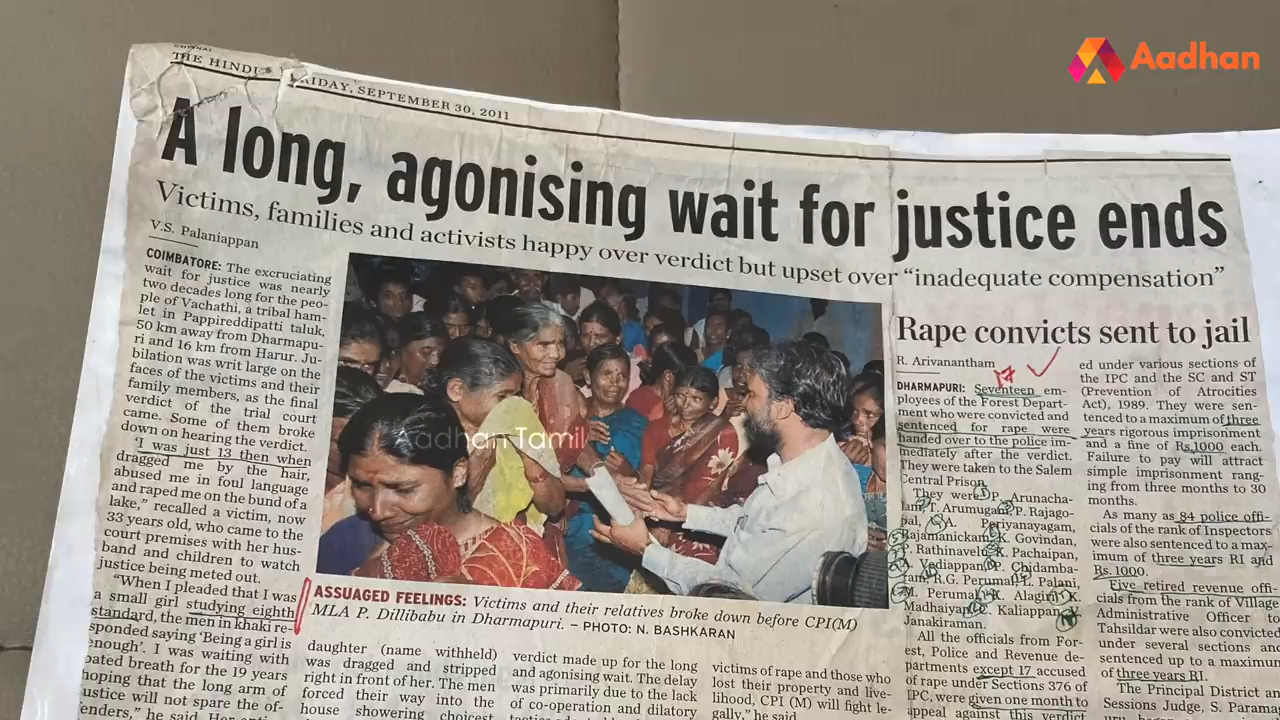 Aadhan
CHENNAI
THE HINDU
FRIDAY, SEPTEMBER 30, 2011
A long, agonising wait for justice ends
Victims, families and activists happy over verdict but upset over “inadequate compensation”
V.S. Palaniappan
COIMBATORE: The excruciating
wait for justice was nearly
two decades long for the peo-
ple of Vachathi, a tribal ham-
let in Pappireddipatti taluk,
50 km away from Dharmapu-
ri and 16 km from Harur. Ju-
bilation was writ large on the
faces of the victims and their
family members, as the final
verdict of the trial court
came. Some of them broke
down on hearing the verdict.
‘I was just 13 then when
dragged me by the hair,
abused me in foul language
and raped me on the bund of a
lake,” recalled a victim, now
33 years old, who came to the
court premises with her hus-
band and children to watch
justice being meted out.
“When I pleaded that I was
a small girl studying eighth
standard, the men in khaki re-
sponded saying ‘Being a girl is
enough’. I was waiting with
bated breath for the 19 years
hoping that the long arm of
justice will not spare the of-
Aadhan Tamil
ASSUAGED FEELINGS: Victims and their relatives broke down before CPI(M)
MLA P. Dillibabu in Dharmapuri. – PHOTO: N. BASHKARAN
daughter (name withheld)
was dragged and stripped
right in front of her. The men
forced their way into the
house showering choicest
verdict made up for the long
and agonising wait. The delay
was primarily due to the lack
of co-operation and dilatory
victims of rape and those who
lost their property and live-
lihood, CPI (M) will fight le-
gally,” he said
Rape convicts sent to jail
R. Arivanantham
17
DHARMAPURI: Seventeen em-
ployees of the Forest Depart-
ment who were convicted and
sentenced for rape were
handed over to the police im-
mediately after the verdict.
They were taken to the Salem
Central Prison.
They were P. Arunacha-
lam, T. Arumugam, P. Rajago-
pal, A. Periyanayagam,
Rajamanickam, K. Govindan,
P. Rathinavel, K. Pachaipan,
Vediappan, P. Chidamba-
ram, R.G. Perumal, L. Palani,
M. Perumal, K. Alagiri, K.
Madhaiyan, C. Kaliappan,
Janakiraman.
All the officials from For-
est, Police and Revenue de-
partments except 17 accused
of rape under Sections 376 of
IPC, were given one month to
appeal against this verdict
ed under various sections of
the IPC and the SC and ST
(Prevention of Atrocities
Act), 1989. They were sen-
tenced to a maximum of three
years rigorous imprisonment
and a fine of Rs.1000 each.
Failure to pay will attract
simple imprisonment rang-
ing from three months to 30
months.
As many as 84 police offi-
cials of the rank of Inspectors
were also sentenced to a max-
imum of three years RI and
Rs. 1000.
Five retired revenue offi-
cials from the rank of Village
Administrative Officer to
Tahsildar were also convicted
under several sections and
sentenced up to a maximum
of three years RI.
The Principal District and
Sessions Judge, S.